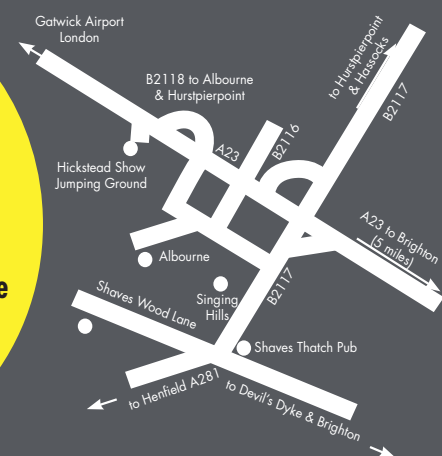 Gatwick Airport
London
B2118 to Albourne
& Hurstpierpoint
to Hurstpierpoint
& Hassocks
B2117
A23
B2116
Hickstead Show
Jumping Ground
A23 to Brighton
(5 miles)
Albourne
Singing
Hills
B2117
Shaves Wood Lane
Shaves Thatch Pub
to Henfield A281
to Devil's Dyke & Brighton
e